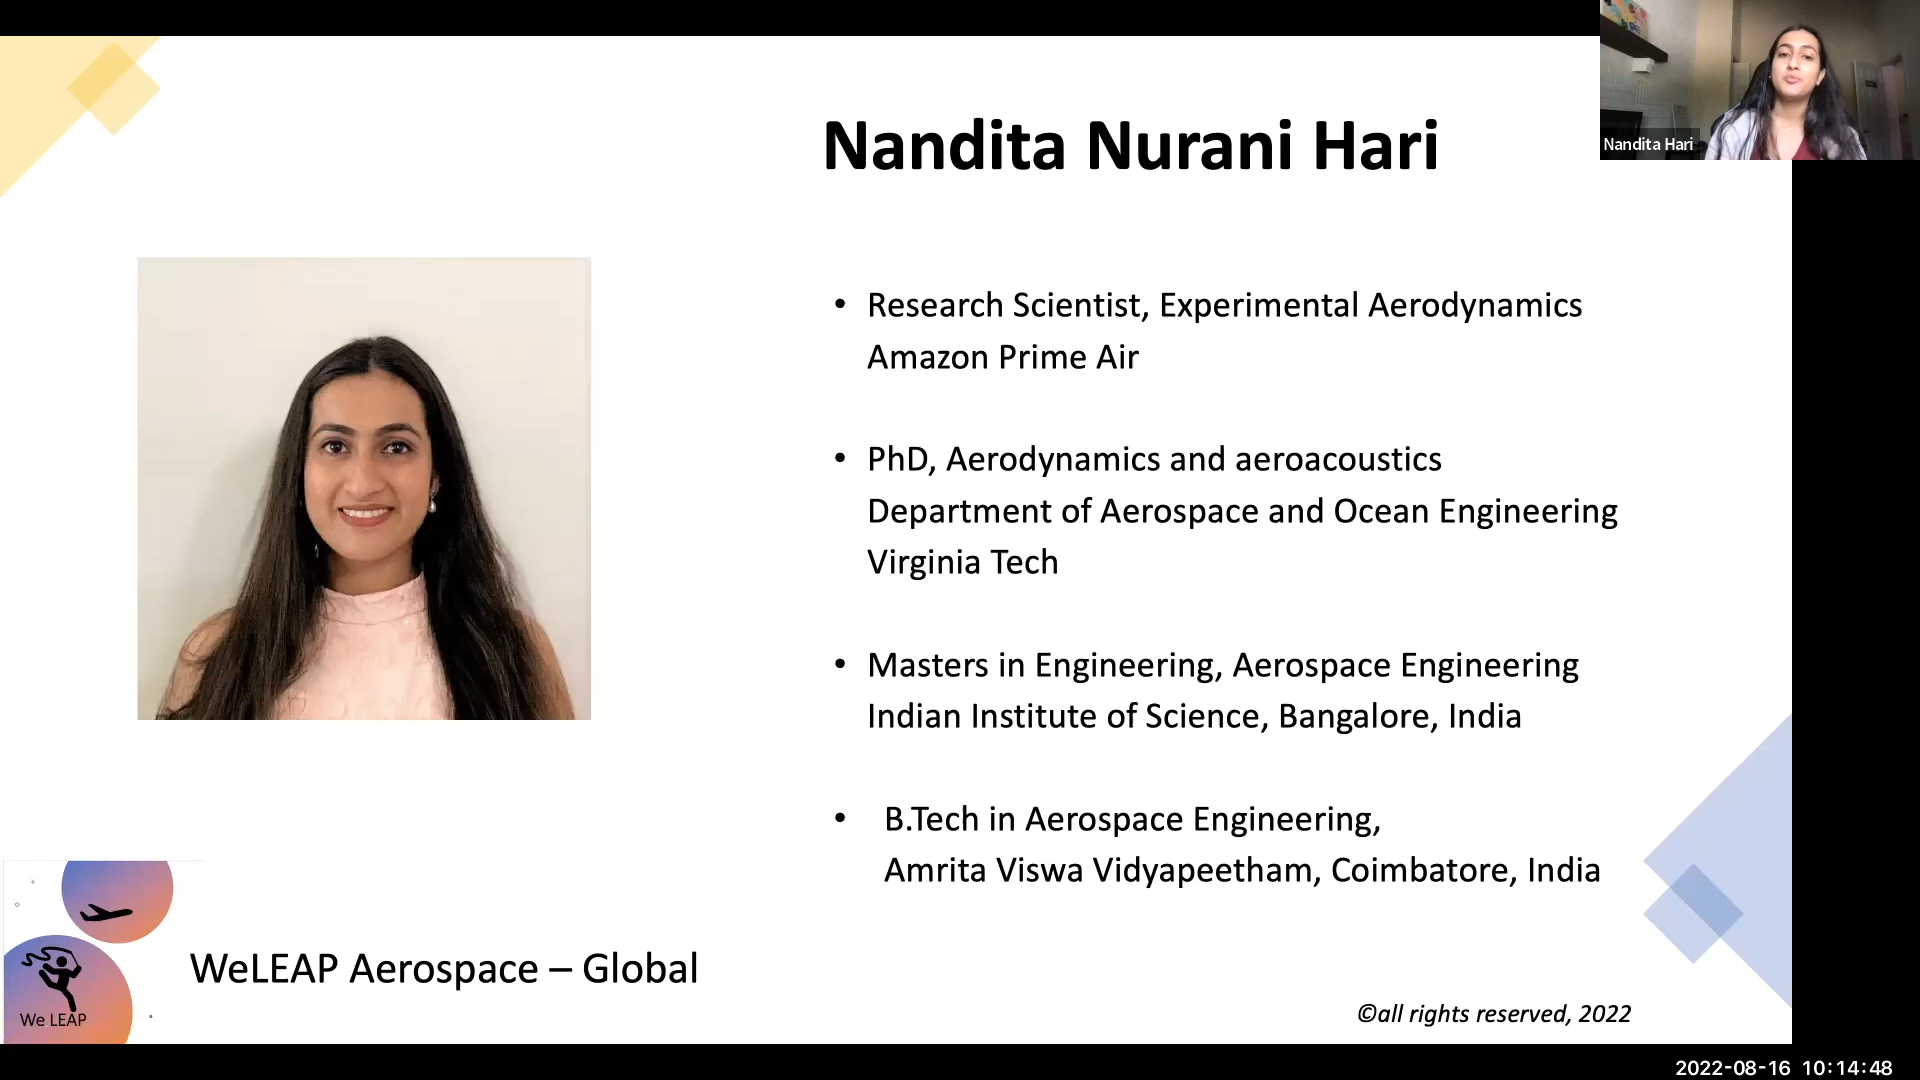 Nandita Nurani Hari
Nandita Hari
• Research Scientist, Experimental Aerodynamics
Amazon Prime Air
• PhD, Aerodynamics and aeroacoustics
Department of Aerospace and Ocean Engineering
Virginia Tech
• Masters in Engineering, Aerospace Engineering
Indian Institute of Science, Bangalore, India
• B.Tech in Aerospace Engineering,
Amrita Viswa Vidyapeetham, Coimbatore, India
WeLEAP Aerospace – Global
We LEAP
©all rights reserved, 2022
2022-08-16 10:14:48